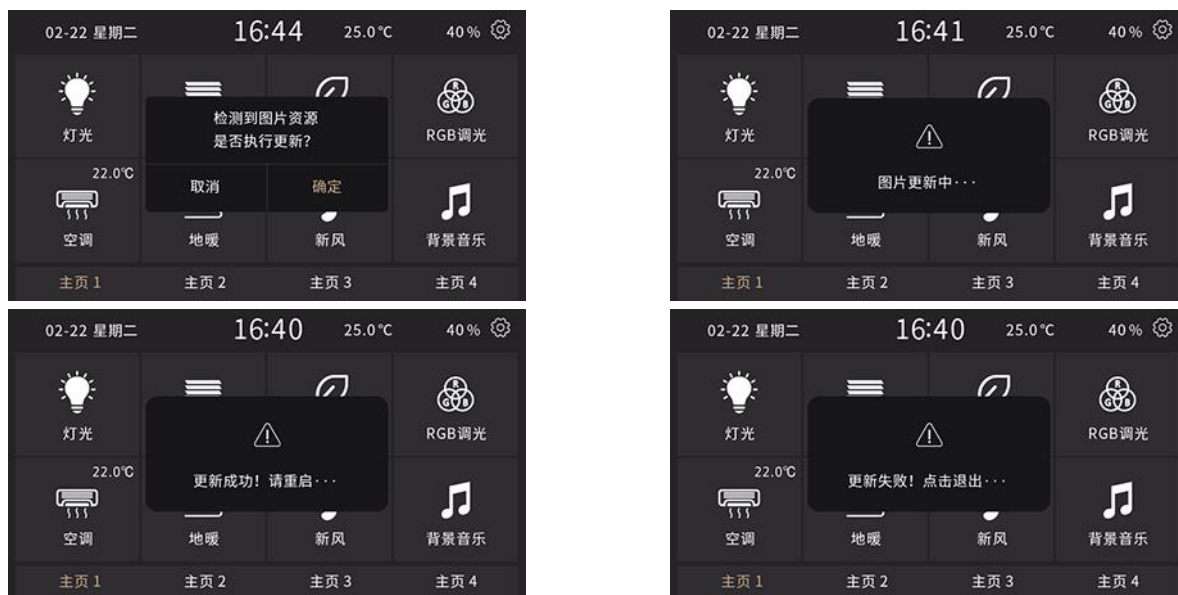 02-22 星期二 16:44 25.0℃ 40%
检测到图片资源
是否执行更新?
灯光 RGB调光
R
G B
22.0℃
取消 确定
空调 地暖 新风 背景音乐
主页 1 主页 2 主页 3 主页 4
02-22 星期二 16:41 25.0℃ 40%
R
G B
灯光 RGB调光
22.0℃
图片更新中···
空调 地暖 新风 背景音乐
主页 1 主页 2 主页 3 主页 4
02-22 星期二 16:40 25.0℃ 40%
R
G B
灯光 RGB调光
22.0℃
更新成功！请重启···
空调 地暖 新风 背景音乐
主页 1 主页 2 主页 3 主页 4
02-22 星期二 16:40 25.0℃ 40%
R
G B
灯光 RGB调光
22.0℃
更新失败！点击退出···
空调 地暖 新风 背景音乐
主页 1 主页 2 主页 3 主页 4